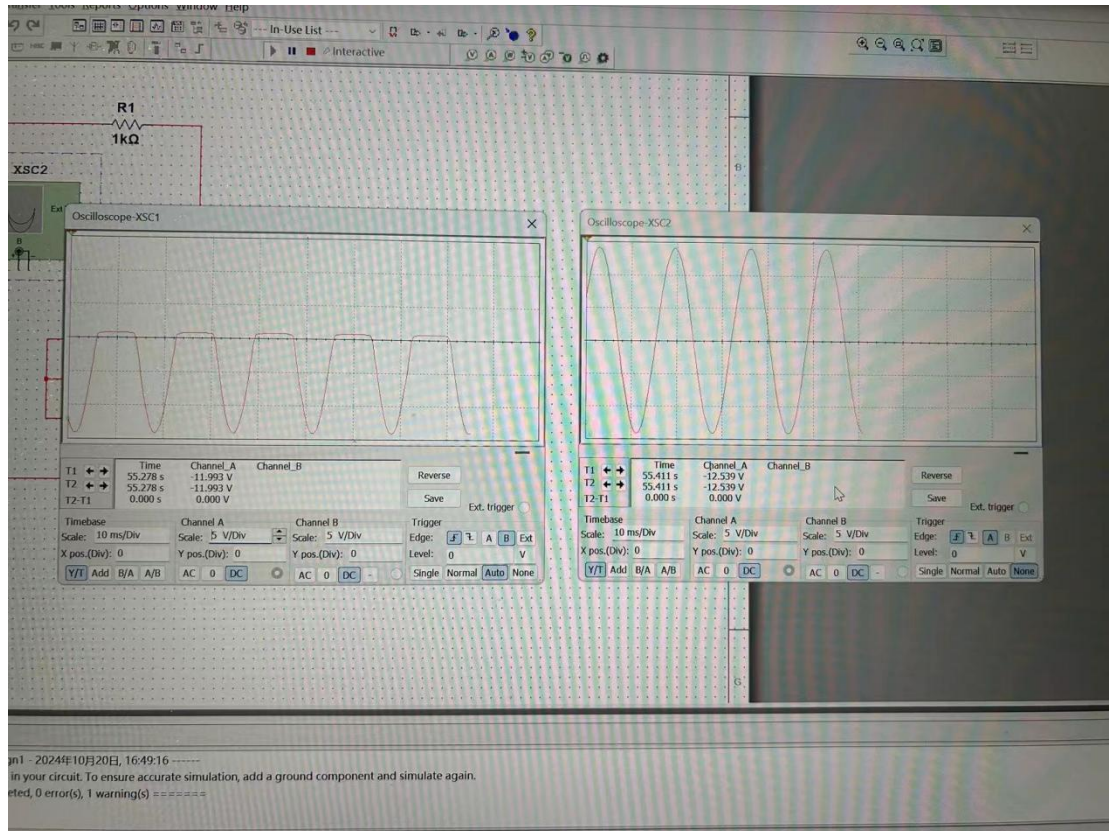 Tools Reports Options Window Help
--- In-Use List ---
Interactive
R1
1kΩ
XSC2
Ext
B
B
G
Oscilloscope-XSC1
Time Channel_A Channel_B
T1 55.278 s -11.993 V
T2 55.278 s -11.993 V
T2-T1 0.000 s 0.000 V
Reverse
Save
Ext. trigger
Timebase Channel A Channel B Trigger
Scale: 10 ms/Div Scale: 5 V/Div Scale: 5 V/Div Edge: A B Ext
X pos.(Div): 0 Y pos.(Div): 0 Y pos.(Div): 0 Level: 0 V
Y/T Add B/A A/B AC 0 DC AC 0 DC - Single Normal Auto None
Oscilloscope-XSC2
Time Channel_A Channel_B
T1 55.411 s -12.539 V
T2 55.411 s -12.539 V
T2-T1 0.000 s 0.000 V
Reverse
Save
Ext. trigger
Timebase Channel A Channel B Trigger
Scale: 10 ms/Div Scale: 5 V/Div Scale: 5 V/Div Edge: A B Ext
X pos.(Div): 0 Y pos.(Div): 0 Y pos.(Div): 0 Level: 0 V
Y/T Add B/A A/B AC 0 DC AC 0 DC - Single Normal Auto None
gn1 - 2024年10月20日, 16:49:16 ------
in your circuit. To ensure accurate simulation, add a ground component and simulate again.
eted, 0 error(s), 1 warning(s) =======